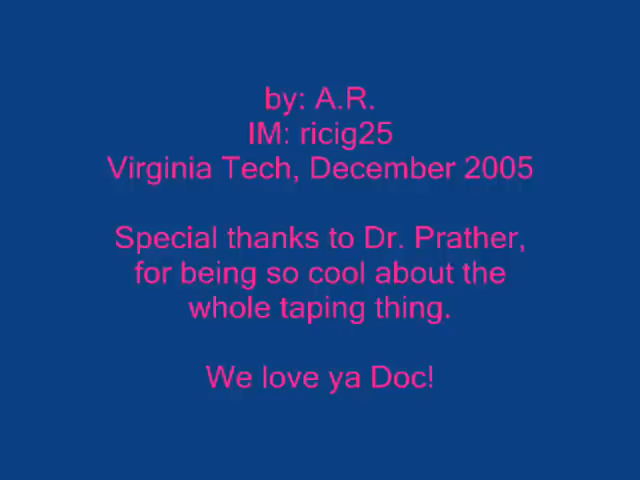 by: A.R.
IM: ricig25
Virginia Tech, December 2005
Special thanks to Dr. Prather,
for being so cool about the
whole taping thing.
We love ya Doc!